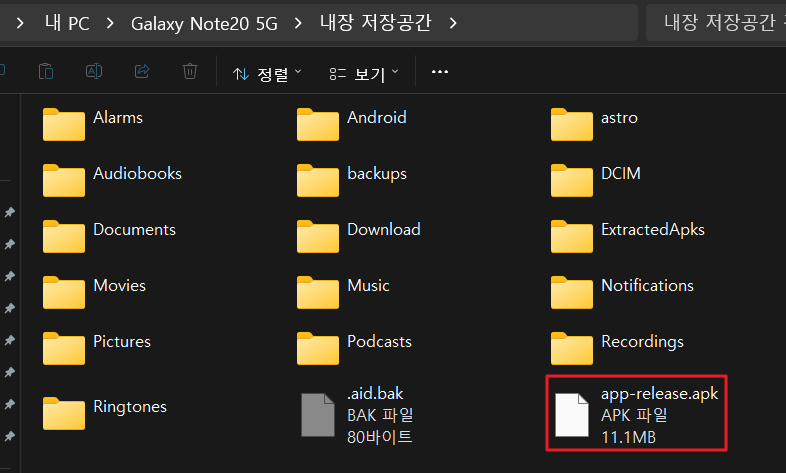 내 PC > Galaxy Note20 5G > 내장 저장공간 >
내장 저장공간
정렬 보기 ...
Alarms
Android
astro
Audiobooks
backups
DCIM
Documents
Download
ExtractedApks
Movies
Music
Notifications
Pictures
Podcasts
Recordings
Ringtones
.aid.bak
BAK 파일
80바이트
app-release.apk
APK 파일
11.1MB